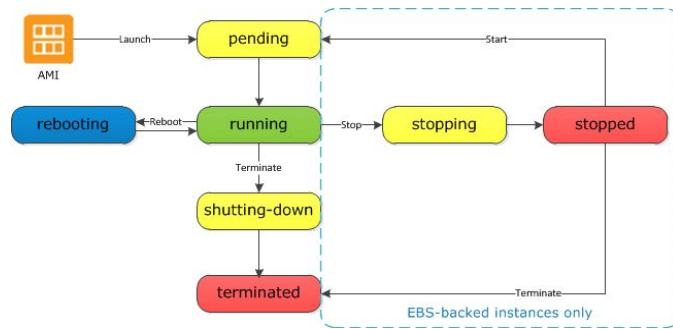 Launch
pending
Start
AMI
rebooting
Reboot
running
Stop
stopping
stopped
Terminate
shutting-down
terminated
Terminate
EBS-backed instances only